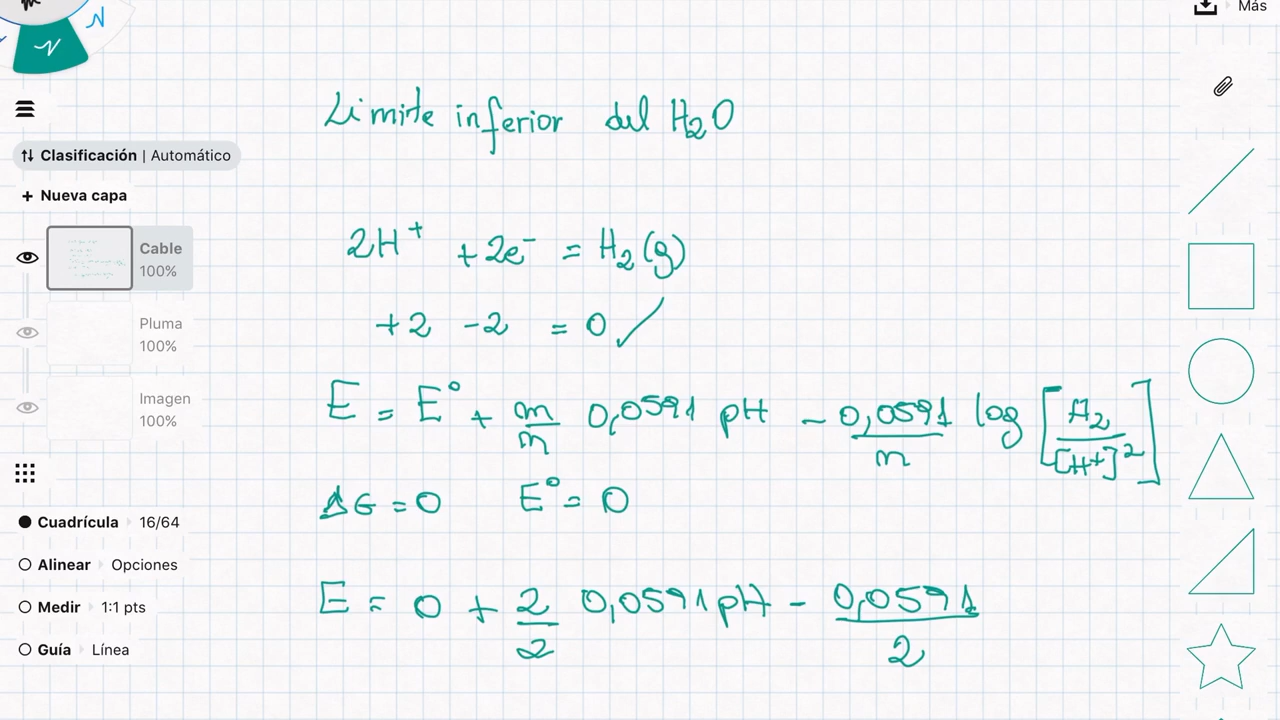 Más
Límite inferior del H₂O
Clasificación | Automático
+ Nueva capa
Cable
100%
Pluma
100%
Imagen
100%
Cuadrícula 16/64
Alinear Opciones
Medir 1:1 pts
Guía Línea
2H⁺ + 2e⁻ = H₂(g)
+2 -2 = 0 ✓
E = E° + m/n 0,0591 pH - 0,0591/n log [H₂/[H⁺]²]
ΔG = 0 E° = 0
E = 0 + 2/2 0,0591 pH - 0,0591/2